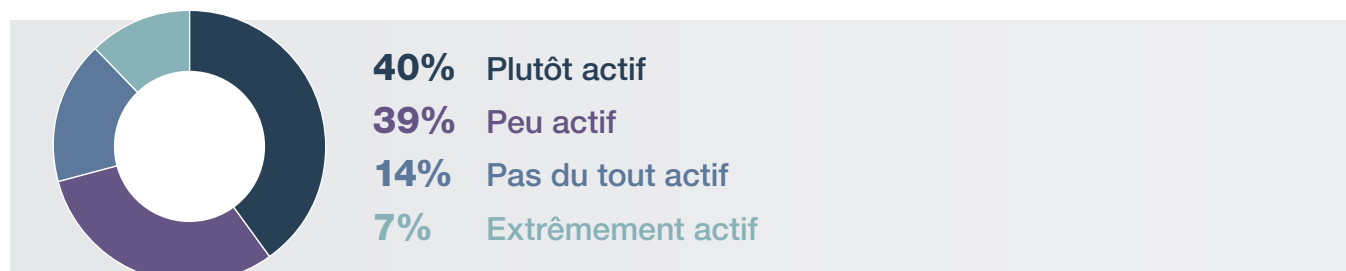 40% Plutôt actif
39% Peu actif
14% Pas du tout actif
7% Extrêmement actif